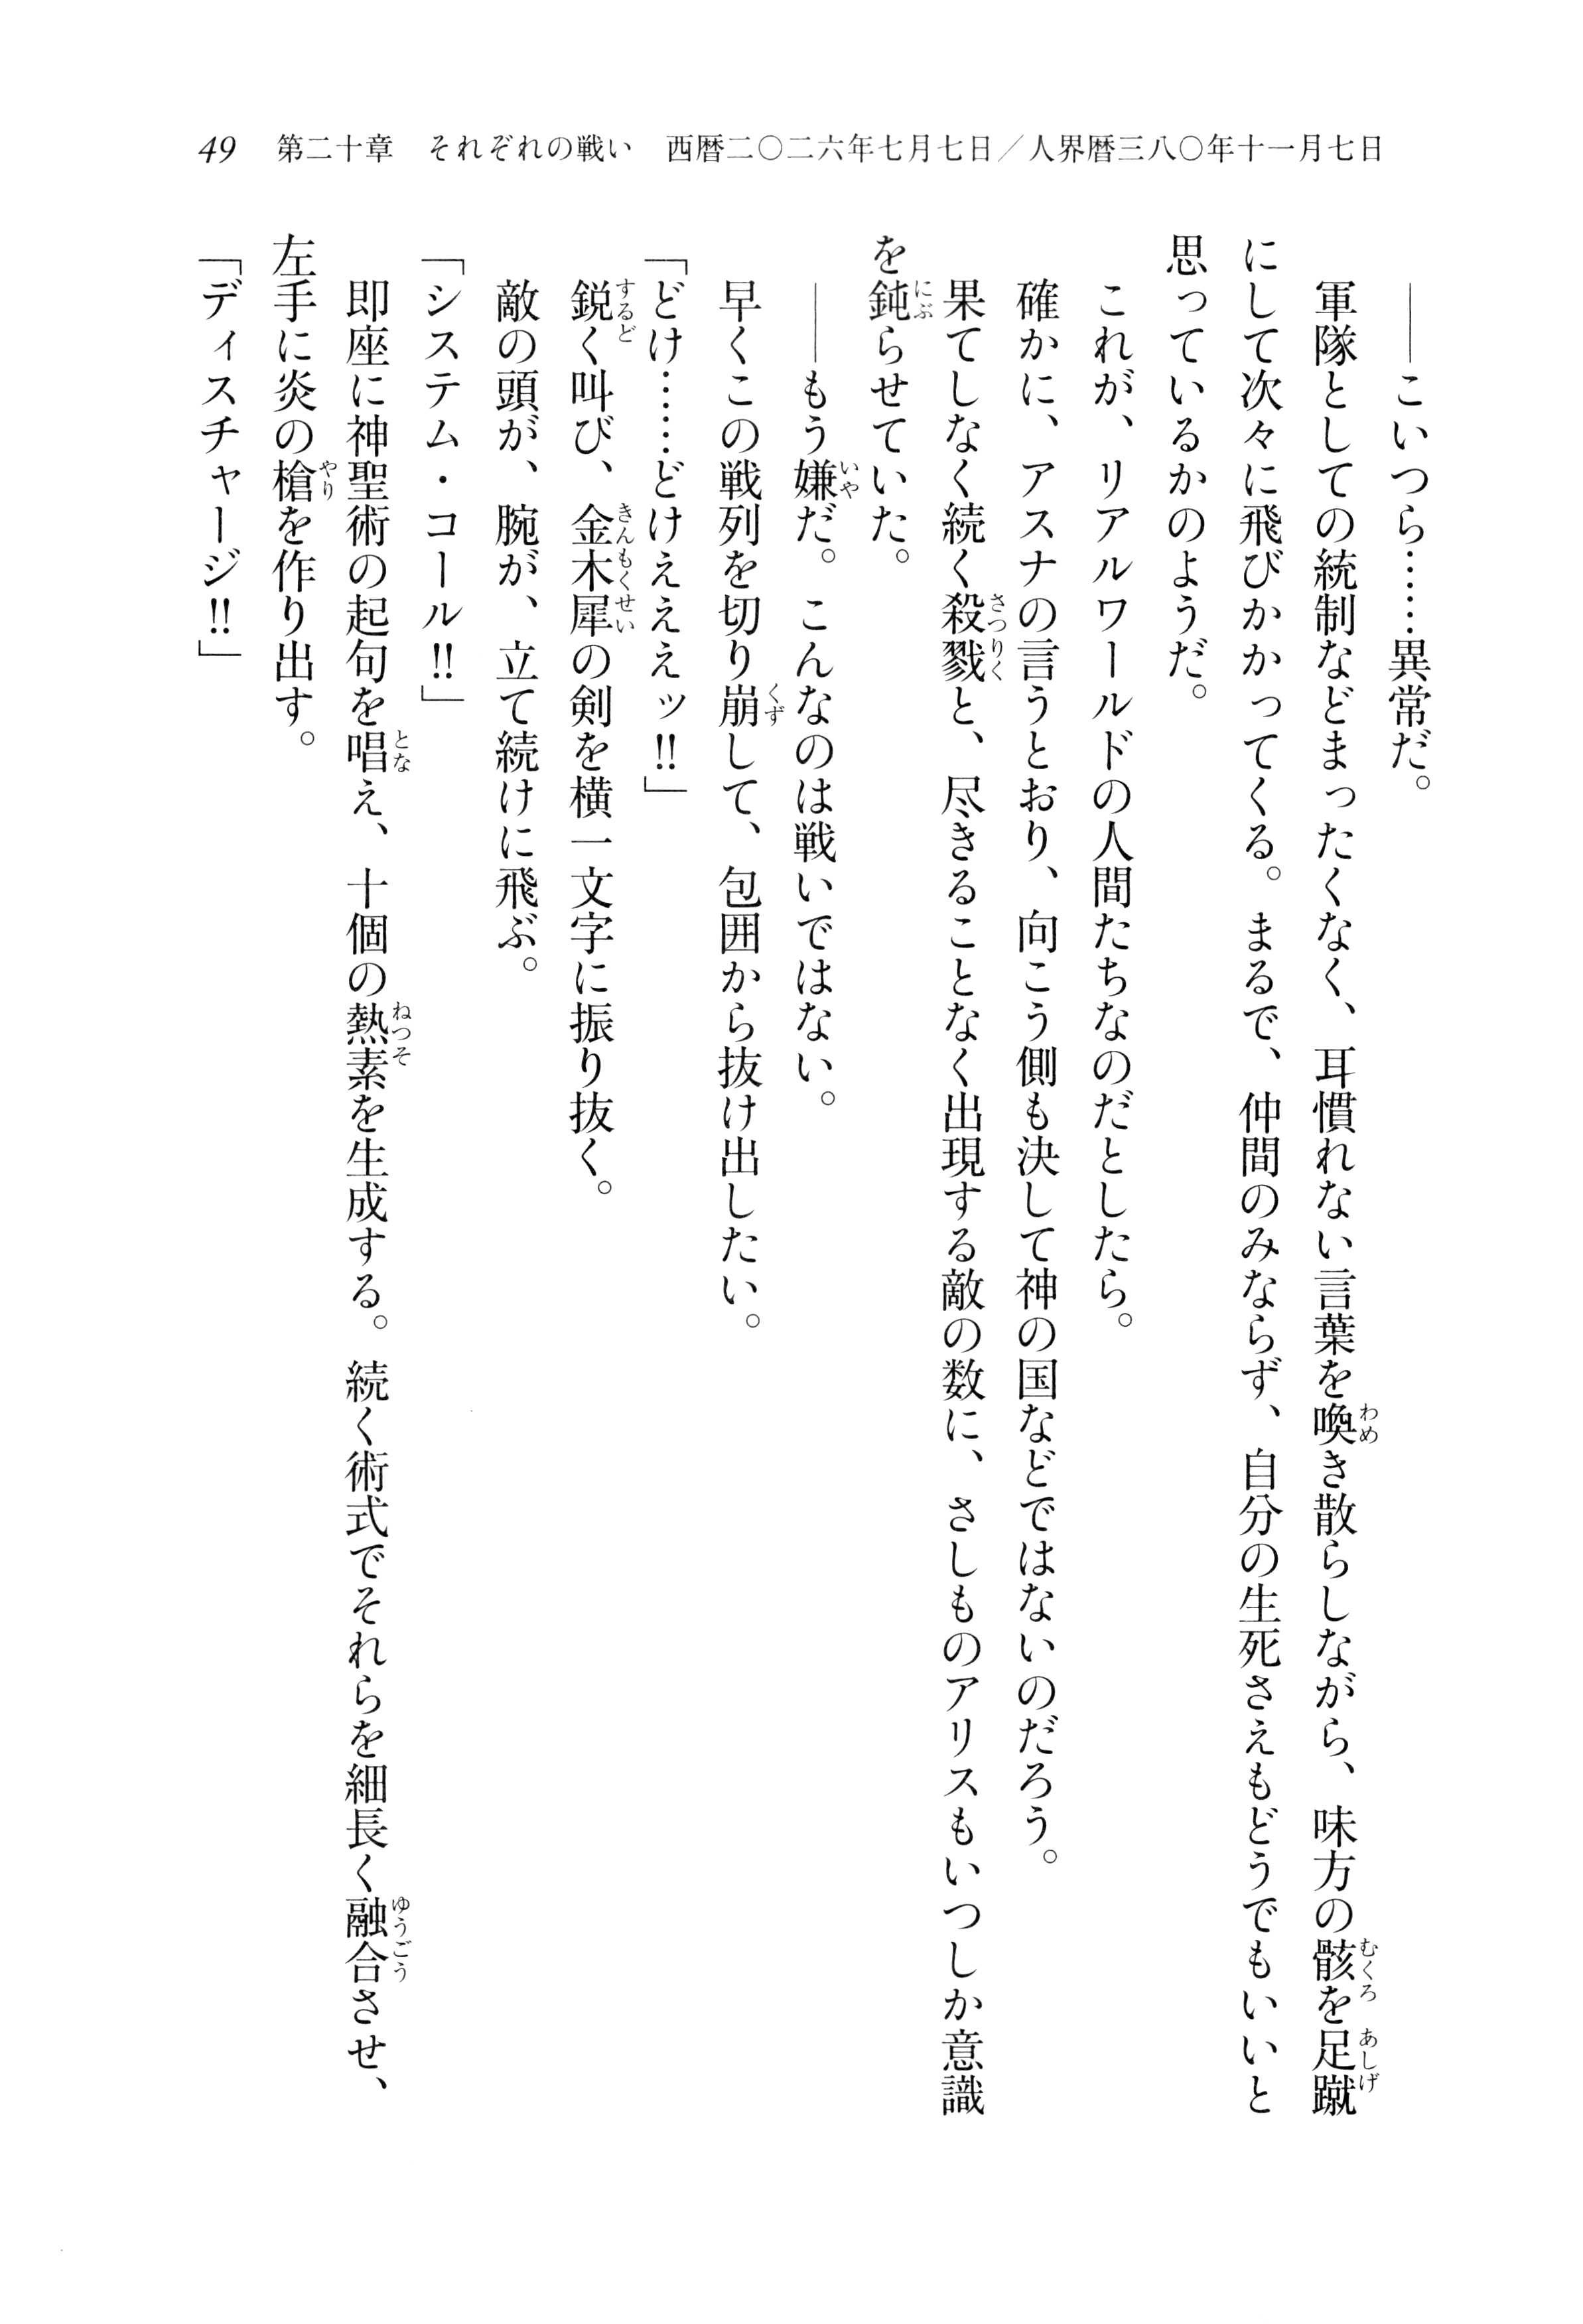 49　第二十章　それぞれの戦い　西暦二〇二六年七月七日／人界暦三八〇年十一月七日
――こいつら……異常だ。
軍隊としての統制などまったくなく、耳慣れない言葉を喚き散らしながら、味方の骸を足蹴
にして次々に飛びかかってくる。まるで、仲間のみならず、自分の生死さえもどうでもいいと
思っているかのようだ。
これが、リアルワールドの人間たちなのだとしたら。
確かに、アスナの言うとおり、向こう側も決して神の国などではないのだろう。
果てしなく続く殺戮と、尽きることなく出現する敵の数に、さしものアリスもいつしか意識
を鈍らせていた。
――もう嫌だ。こんなのは戦いではない。
早くこの戦列を切り崩して、包囲から抜け出したい。
「どけ……どけえええッ!!」
鋭く叫び、金木犀の剣を横一文字に振り抜く。
敵の頭が、腕が、立て続けに飛ぶ。
「システム・コール!!」
即座に神聖術の起句を唱え、十個の熱素を生成する。続く術式でそれらを細長く融合させ、
左手に炎の槍を作り出す。
「ディスチャージ!!」